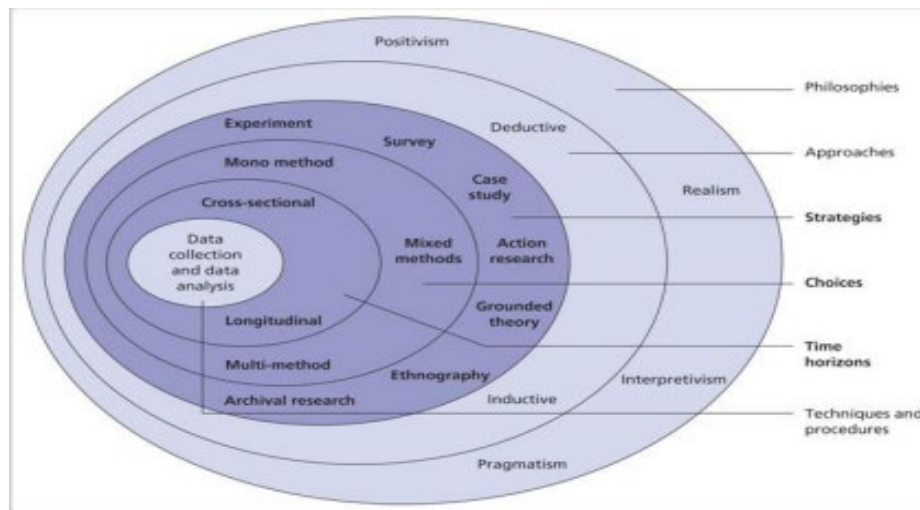 Positivism
Philosophies
Experiment
Deductive
Survey
Approaches
Mono method
Case
study
Realism
Cross-sectional
Strategies
Data
collection
and data
analysis
Mixed
methods
Action
research
Choices
Longitudinal
Grounded
theory
Time
horizons
Multi-method
Ethnography
Interpretivism
Archival research
Inductive
Techniques and
procedures
Pragmatism